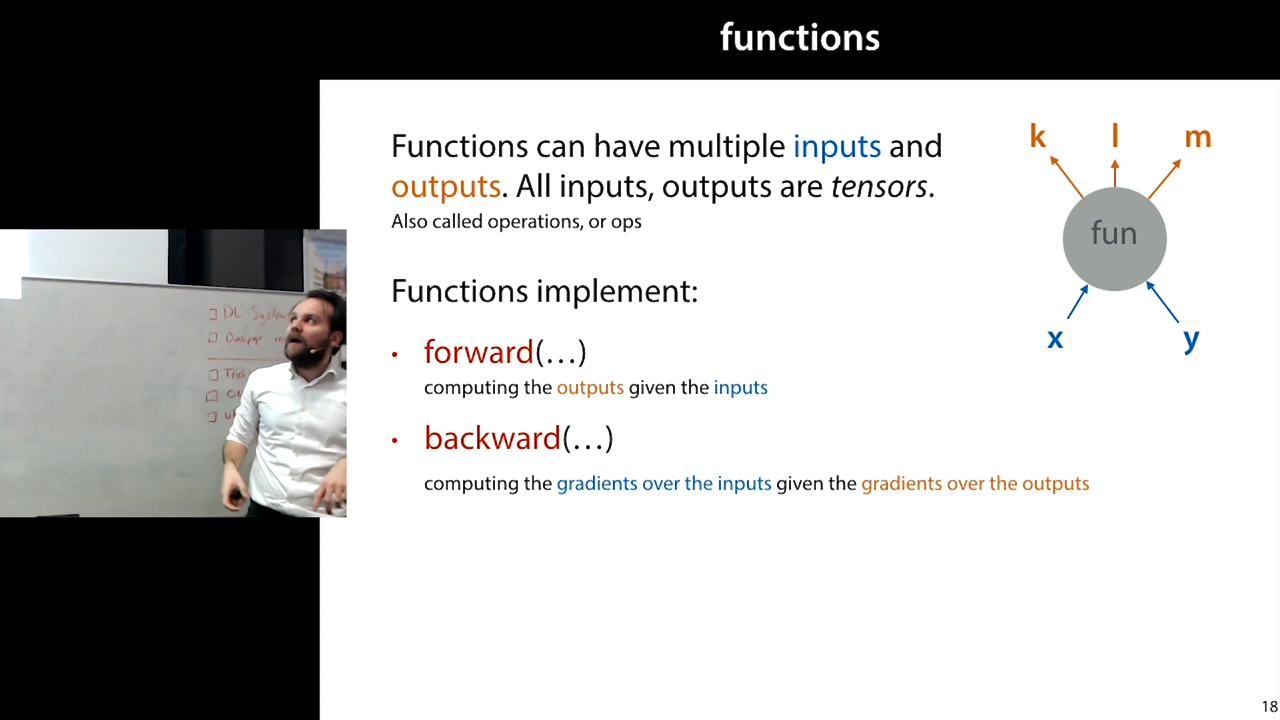 functions
Functions can have multiple inputs and
outputs. All inputs, outputs are tensors.
Also called operations, or ops
Functions implement:
• forward(…)
computing the outputs given the inputs
• backward(…)
computing the gradients over the inputs given the gradients over the outputs
k l m
fun
x y
DL
18